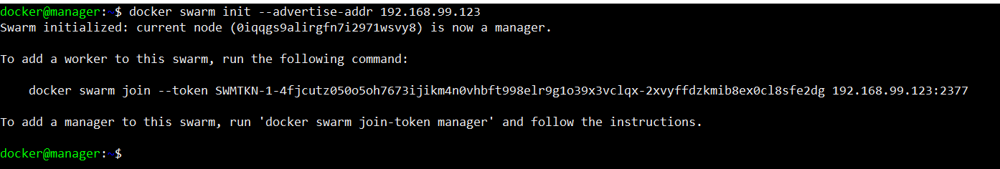 docker@manager:~$ docker swarm init --advertise-addr 192.168.99.123
Swarm initialized: current node (0iqqgs9alirgfn7i2971wsvy8) is now a manager.
To add a worker to this swarm, run the following command:
docker swarm join --token SWMTKN-1-4fjcutz050o5oh7673ijikm4n0vhbft998elr9g1o39x3vclqx-2xvyffdzkmib8ex0cl8sfe2dg 192.168.99.123:2377
To add a manager to this swarm, run 'docker swarm join-token manager' and follow the instructions.
docker@manager:~$